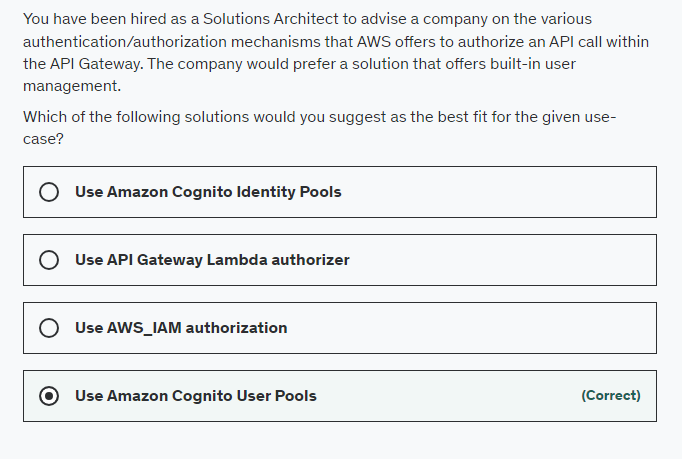 You have been hired as a Solutions Architect to advise a company on the various
authentication/authorization mechanisms that AWS offers to authorize an API call within
the API Gateway. The company would prefer a solution that offers built-in user
management.
Which of the following solutions would you suggest as the best fit for the given use-
case?
Use Amazon Cognito Identity Pools
Use API Gateway Lambda authorizer
Use AWS_IAM authorization
Use Amazon Cognito User Pools (Correct)